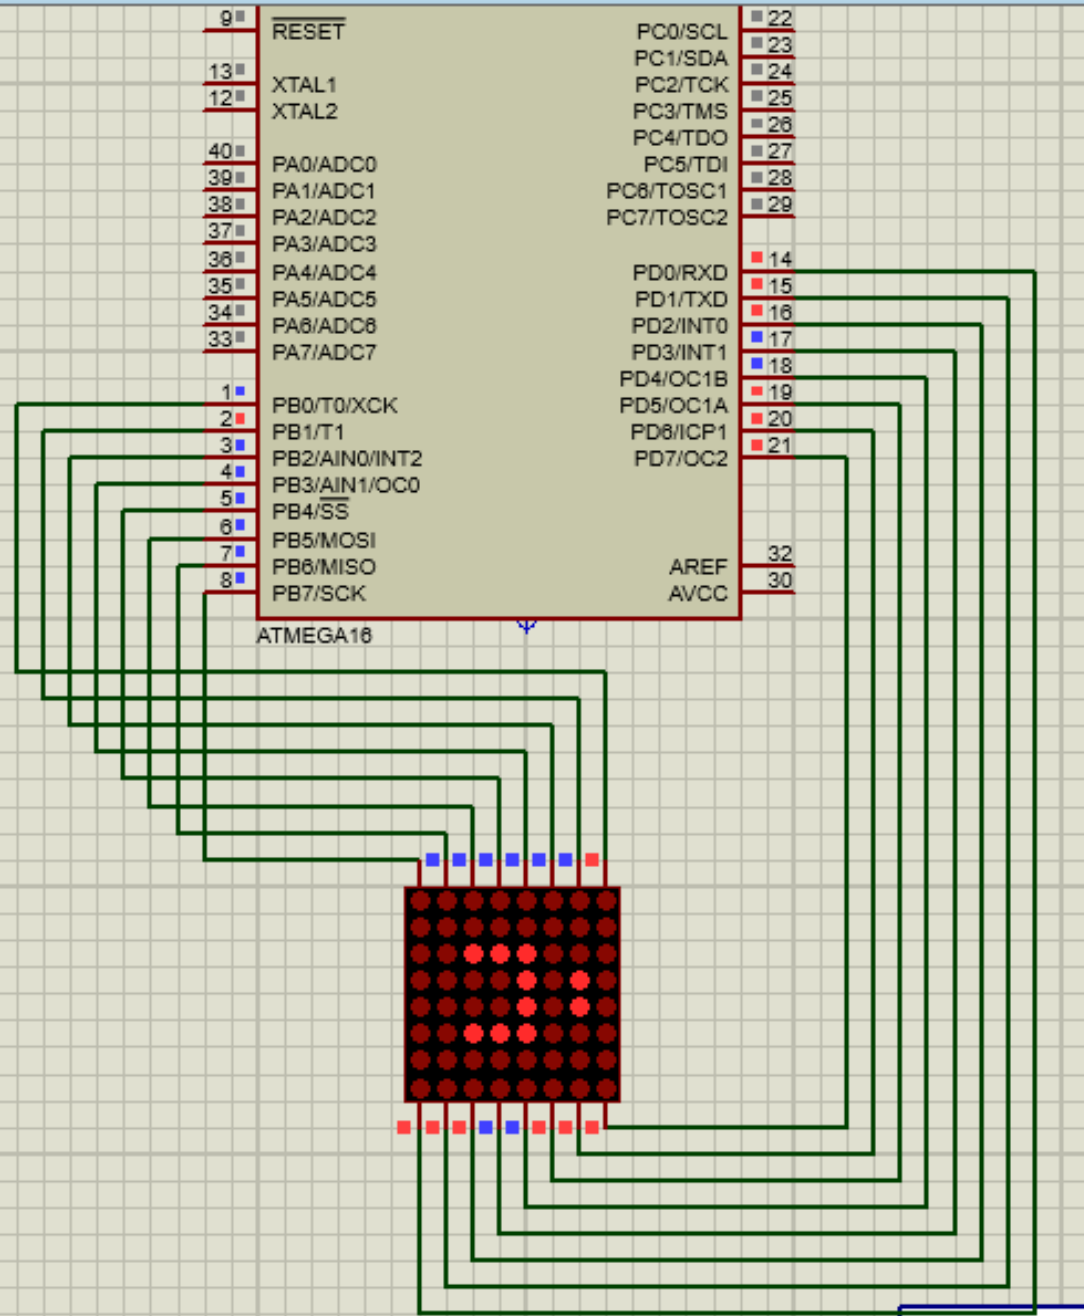 9 RESET PC0/SCL 22
PC1/SDA 23
13 XTAL1 PC2/TCK 24
12 XTAL2 PC3/TMS 25
PC4/TDO 26
40 PA0/ADC0 PC5/TDI 27
39 PA1/ADC1 PC6/TOSC1 28
38 PA2/ADC2 PC7/TOSC2 29
37 PA3/ADC3
36 PA4/ADC4 PD0/RXD 14
35 PA5/ADC5 PD1/TXD 15
34 PA6/ADC6 PD2/INT0 16
33 PA7/ADC7 PD3/INT1 17
PD4/OC1B 18
1 PB0/T0/XCK PD5/OC1A 19
2 PB1/T1 PD6/ICP1 20
3 PB2/AIN0/INT2 PD7/OC2 21
4 PB3/AIN1/OC0
5 PB4/SS
6 PB5/MOSI
7 PB6/MISO AREF 32
8 PB7/SCK AVCC 30
ATMEGA16